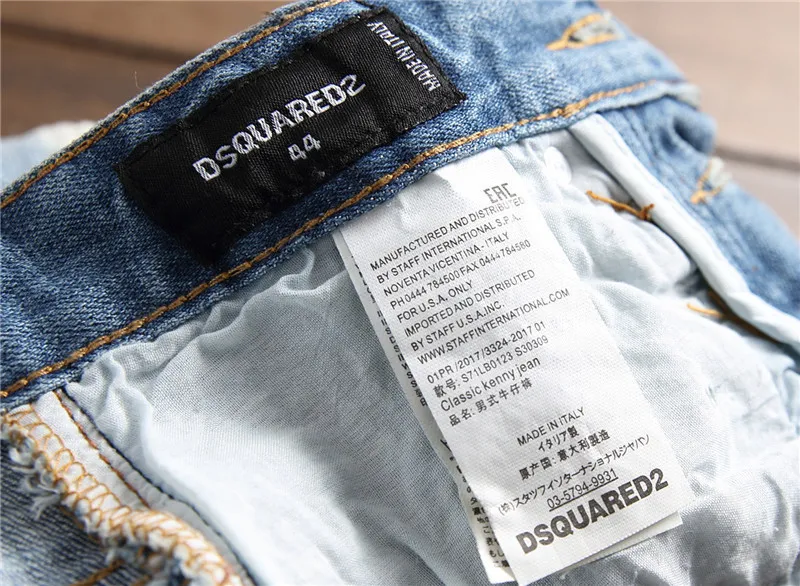 DSQUARED2
44
MADE IN ITALY
EAC
MANUFACTURED AND DISTRIBUTED
BY STAFF INTERNATIONAL S.P.A.
NOVENTA VICENTINA - ITALY
PH 0444 784500 FAX 0444784560
FOR U.S.A. ONLY
IMPORTED AND DISTRIBUTED
BY STAFF U.S.A., INC.
WWW.STAFFINTERNATIONAL.COM
01PR/2017/3324-2017 01
款号: S71LB0123 S30309
Classic kenny jean
品名: 男式牛仔裤
MADE IN ITALY
イタリア製
原产国: 意大利製造
(株)スタッフインターナショナルジャパン
03-5794-9931
DSQUARED2